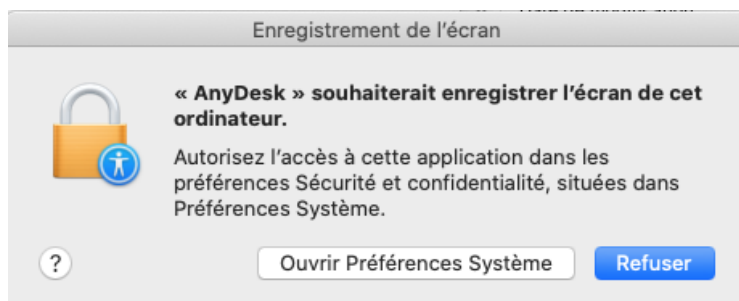 Enregistrement de l’écran
« AnyDesk » souhaiterait enregistrer l’écran de cet
ordinateur.
Autorisez l’accès à cette application dans les
préférences Sécurité et confidentialité, situées dans
Préférences Système.
?
Ouvrir Préférences Système
Refuser